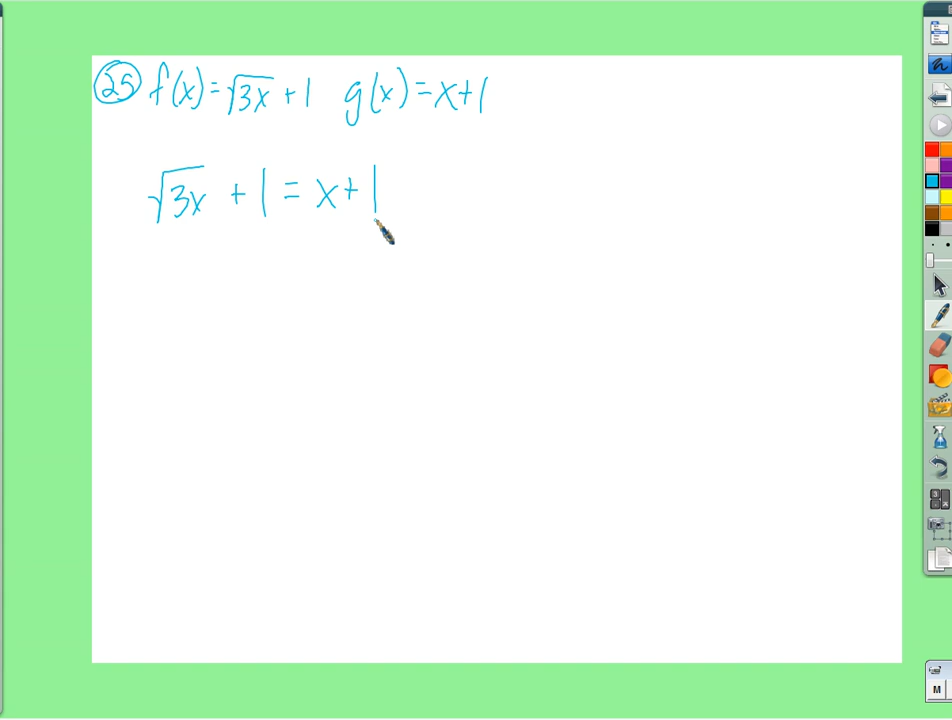 25 f(x)=√3x + 1 g(x)=x+1
√3x + 1 = x + 1
M